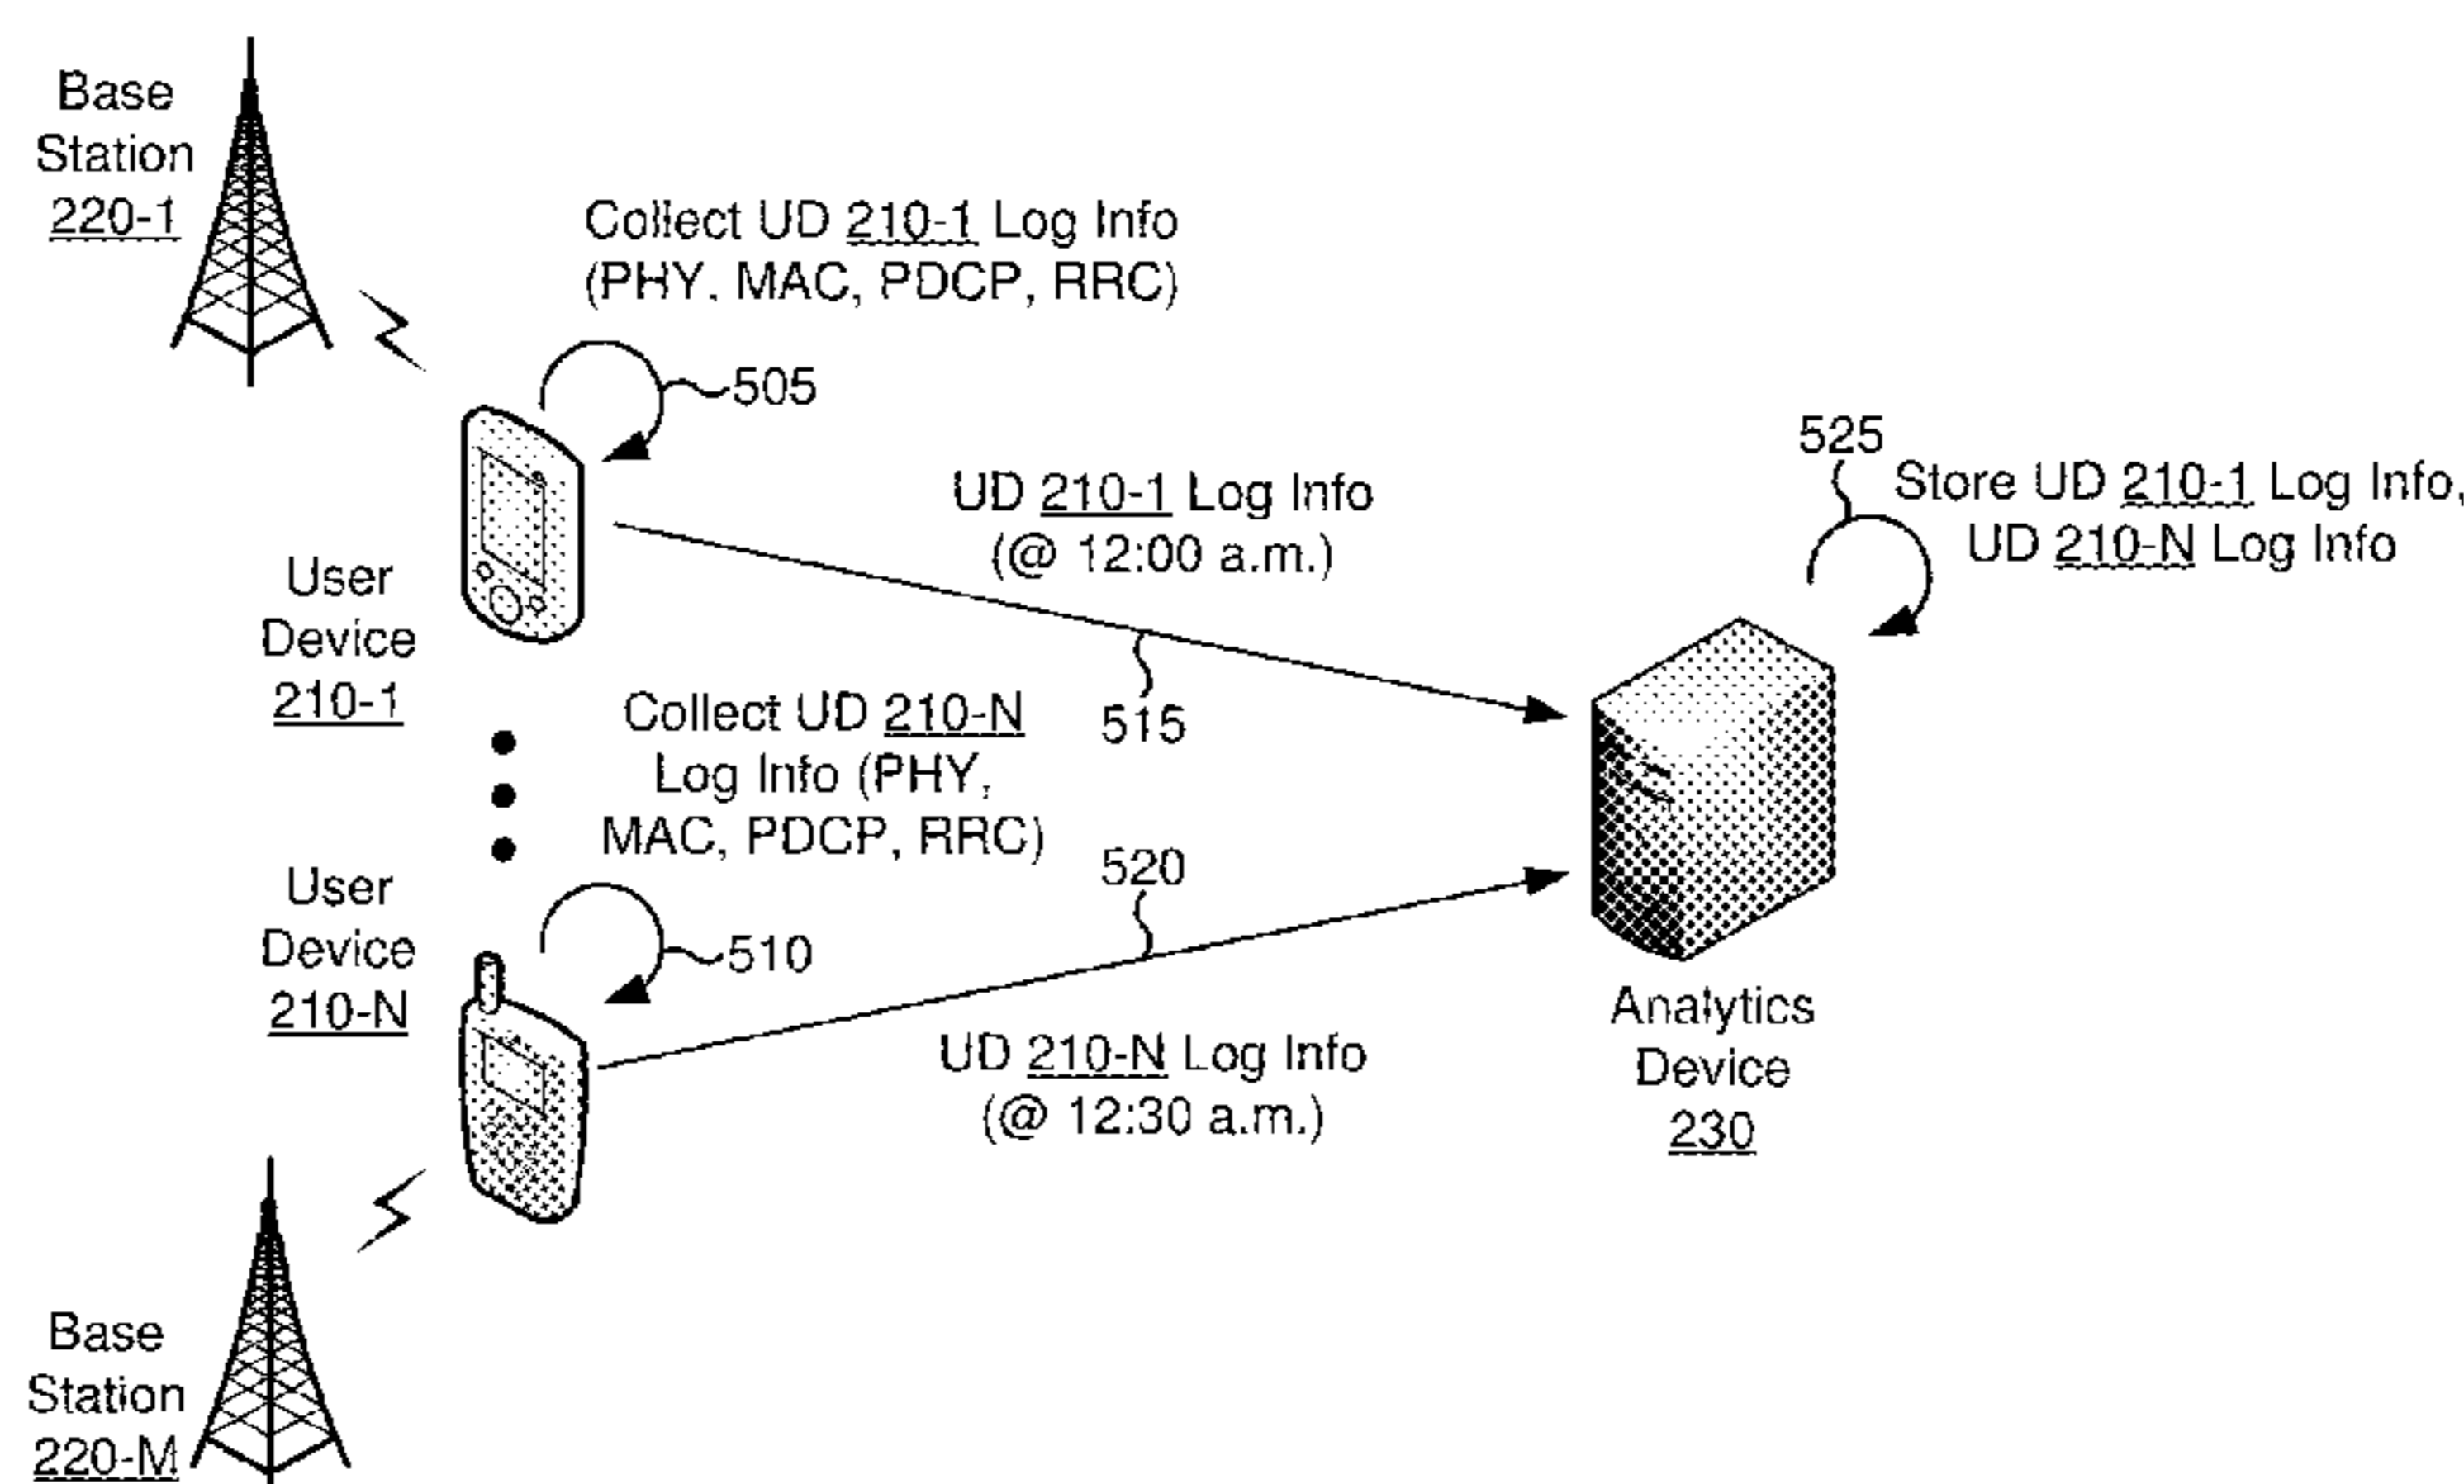 Base
Station
220-1
Collect UD 210-1 Log Info
(PHY, MAC, PDCP, RRC)
505
525
Store UD 210-1 Log Info,
UD 210-N Log Info
UD 210-1 Log Info
(@ 12:00 a.m.)
User
Device
210-1
515
Collect UD 210-N
Log Info (PHY,
MAC, PDCP, RRC)
520
User
Device
210-N
510
UD 210-N Log Info
(@ 12:30 a.m.)
Analytics
Device
230
Base
Station
220-M